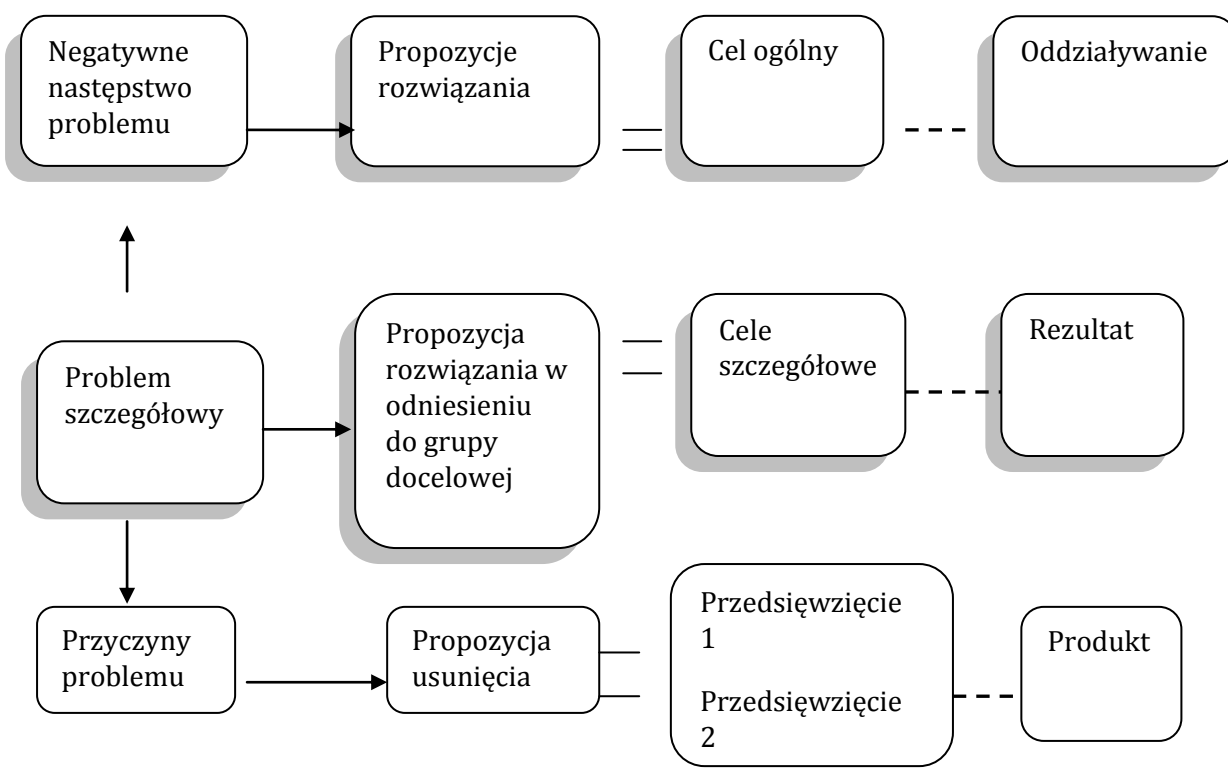 Negatywne
następstwo
problemu
Propozycje
rozwiązania
Cel ogólny
Oddziaływanie
Problem
szczegółowy
Propozycja
rozwiązania w
odniesieniu
do grupy
docelowej
Cele
szczegółowe
Rezultat
Przyczyny
problemu
Propozycja
usunięcia
Przedsięwzięcie
1
Przedsięwzięcie
2
Produkt